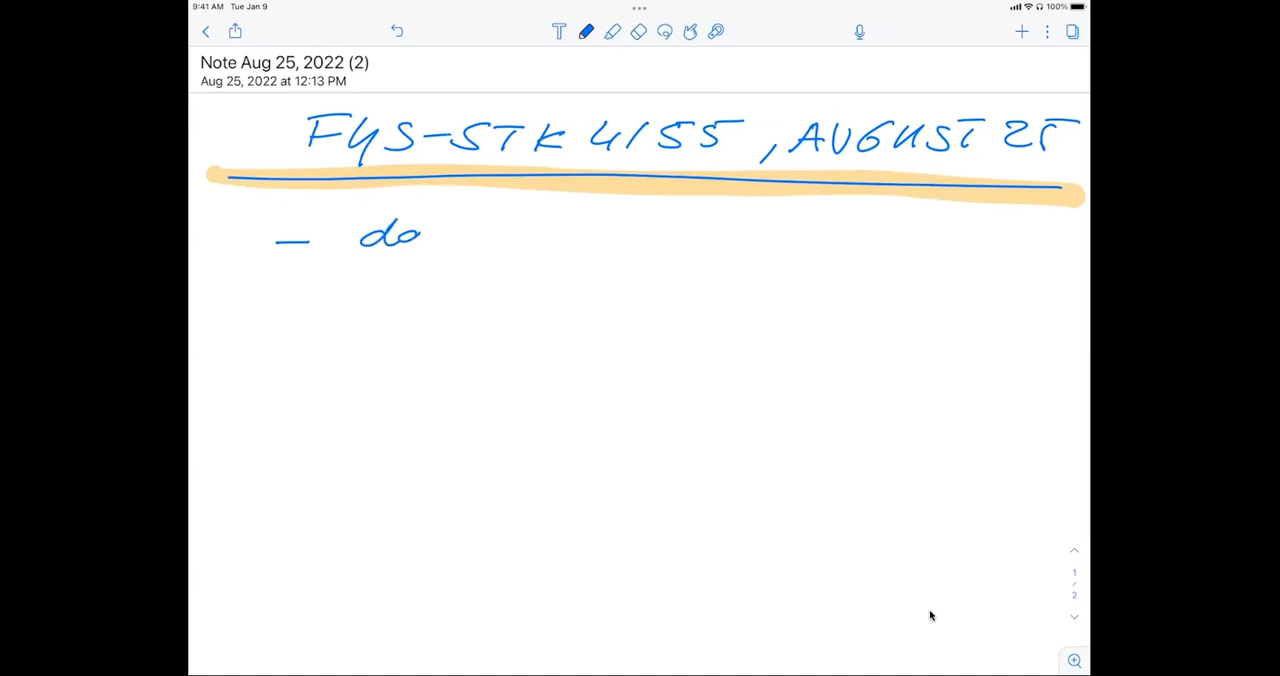 9:41 AM Tue Jan 9 100%
T
Note Aug 25, 2022 (2)
Aug 25, 2022 at 12:13 PM
FYS-STK 4155, AUGUST 25
- do
1
/
2